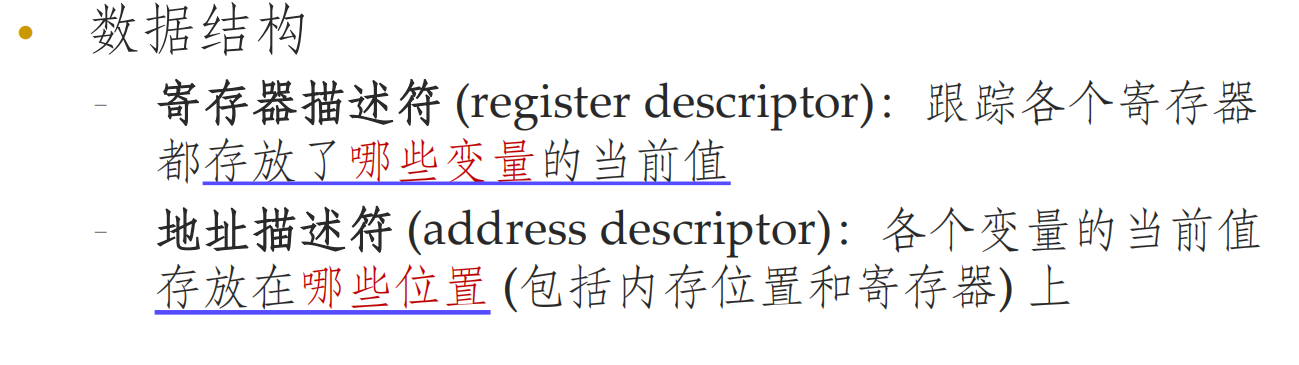 • 数据结构
– 寄存器描述符 (register descriptor)：跟踪各个寄存器
都存放了哪些变量的当前值
– 地址描述符 (address descriptor)：各个变量的当前值
存放在哪些位置 (包括内存位置和寄存器) 上